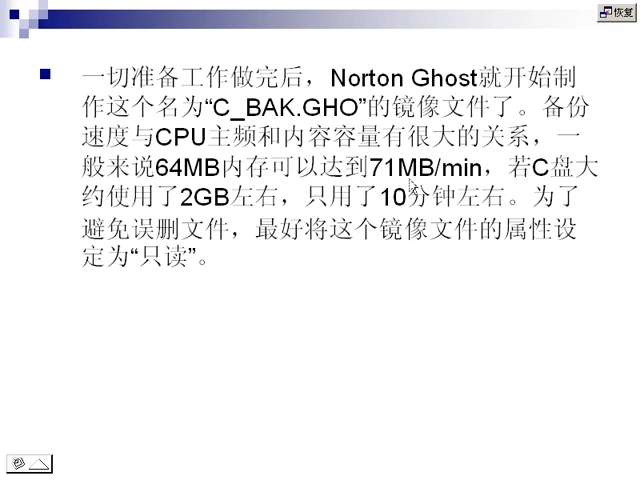 恢复
一切准备工作做完后，Norton Ghost就开始制
作这个名为“C_BAK.GHO”的镜像文件了。备份
速度与CPU主频和内容容量有很大的关系，一
般来说64MB内存可以达到71MB/min，若C盘大
约使用了2GB左右，只用了10分钟左右。为了
避免误删文件，最好将这个镜像文件的属性设
定为“只读”。